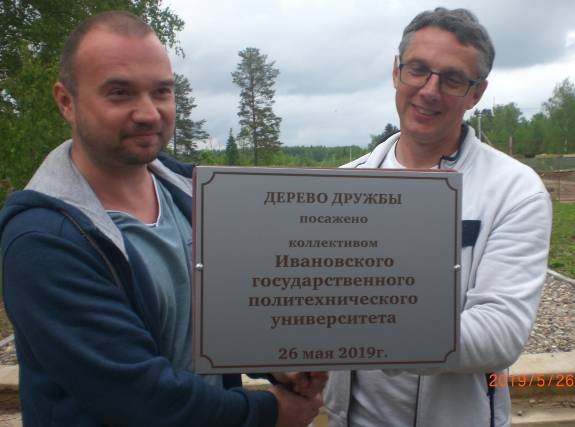 ДЕРЕВО ДРУЖБЫ
посажено
коллективом
Ивановского
государственного
политехнического
университета
26 мая 2019г.
2019/5/26